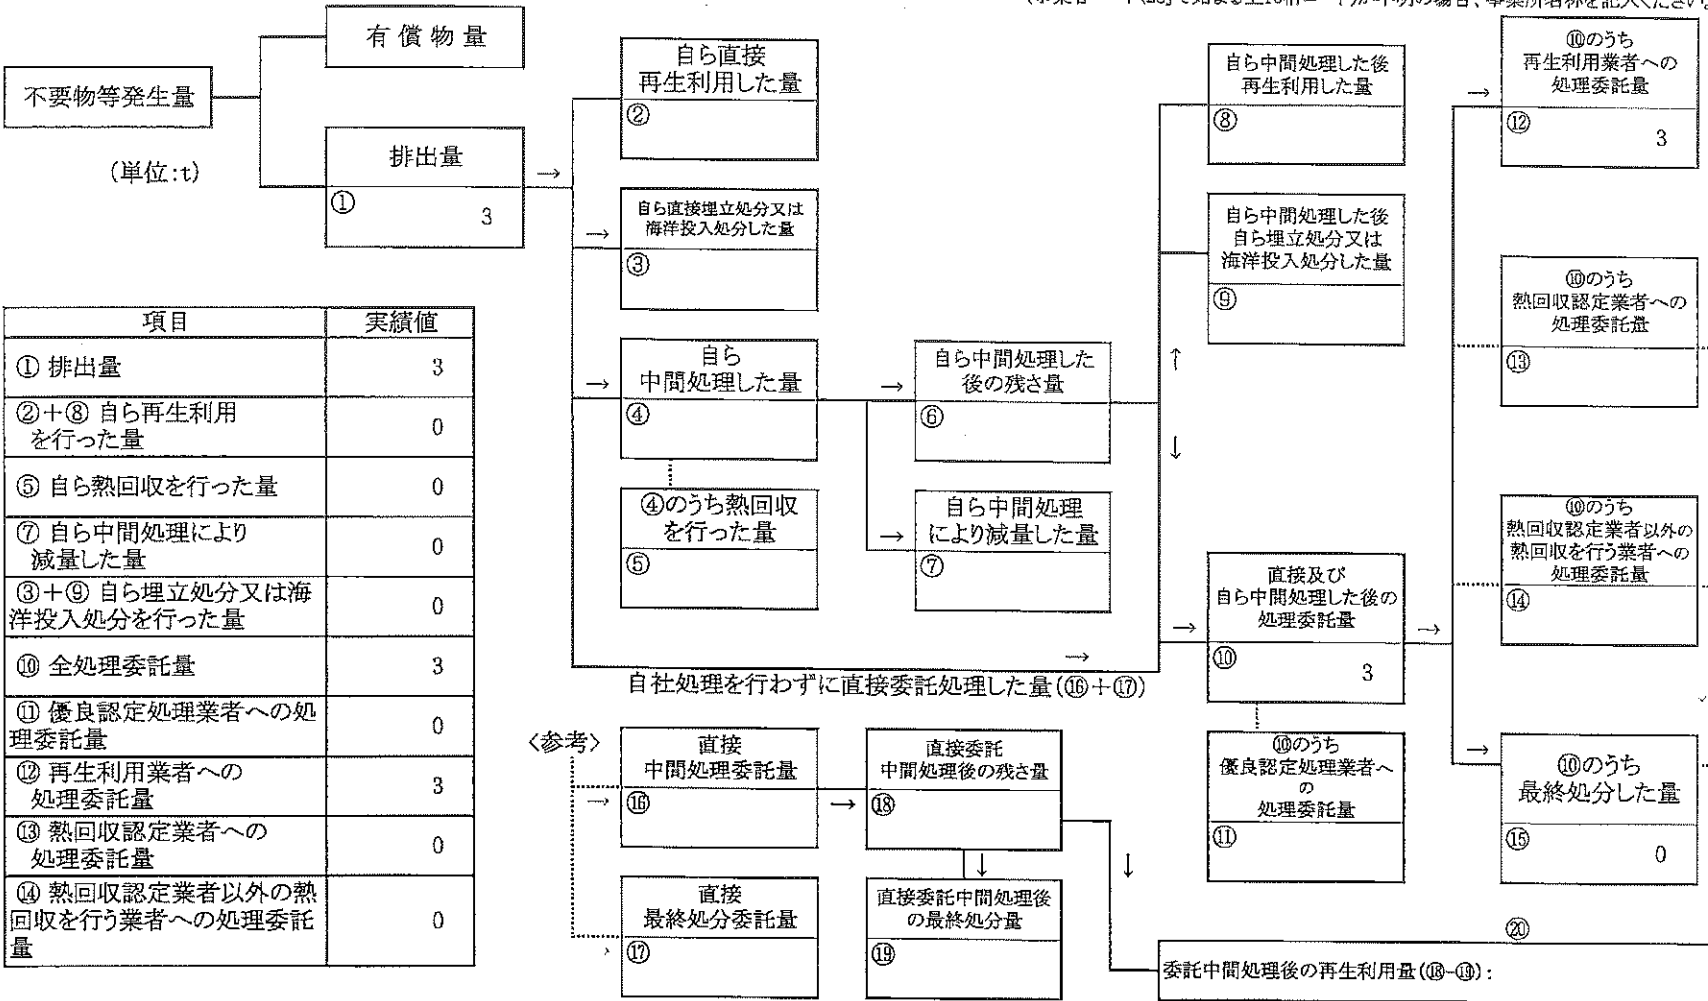 不要物等発生量
(単位:t)
有償物量
排出量
① 3
→
自ら直接
再生利用した量
②
→
自ら直接埋立処分又は
海洋投入処分した量
③
→
自ら
中間処理した量
④
④のうち熱回収
を行った量
⑤
→
自ら中間処理した
後の残さ量
⑥
→
自ら中間処理
により減量した量
⑦
自ら中間処理した後
再生利用した量
⑧
自ら中間処理した後
自ら埋立処分又は
海洋投入処分した量
⑨
↑
↓
→
自社処理を行わずに直接委託処理した量(⑯+⑰)
→
直接及び
自ら中間処理した後の
処理委託量
⑩ 3
→
⑩のうち
優良認定処理業者へ
の
処理委託量
⑪
→
⑩のうち
再生利用業者への
処理委託量
⑫ 3
⑩のうち
熱回収認定業者への
処理委託量
⑬
⑩のうち
熱回収認定業者以外の
熱回収を行う業者への
処理委託量
⑭
→
⑩のうち
最終処分した量
⑮ 0
項目 実績値
① 排出量 3
②+⑧ 自ら再生利用
を行った量 0
⑤ 自ら熱回収を行った量 0
⑦ 自ら中間処理により
減量した量 0
③+⑨ 自ら埋立処分又は海
洋投入処分を行った量 0
⑩ 全処理委託量 3
⑪ 優良認定処理業者への処
理委託量 0
⑫ 再生利用業者への
処理委託量 3
⑬ 熱回収認定業者への
処理委託量 0
⑭ 熱回収認定業者以外の熱
回収を行う業者への処理委託
量 0
〈参考〉
→
直接
中間処理委託量
⑯
→
直接委託
中間処理後の残さ量
⑱
直接
最終処分委託量
⑰
↓
直接委託中間処理後
の最終処分量
⑲
↓
⑳
委託中間処理後の再生利用量(⑱-⑲):